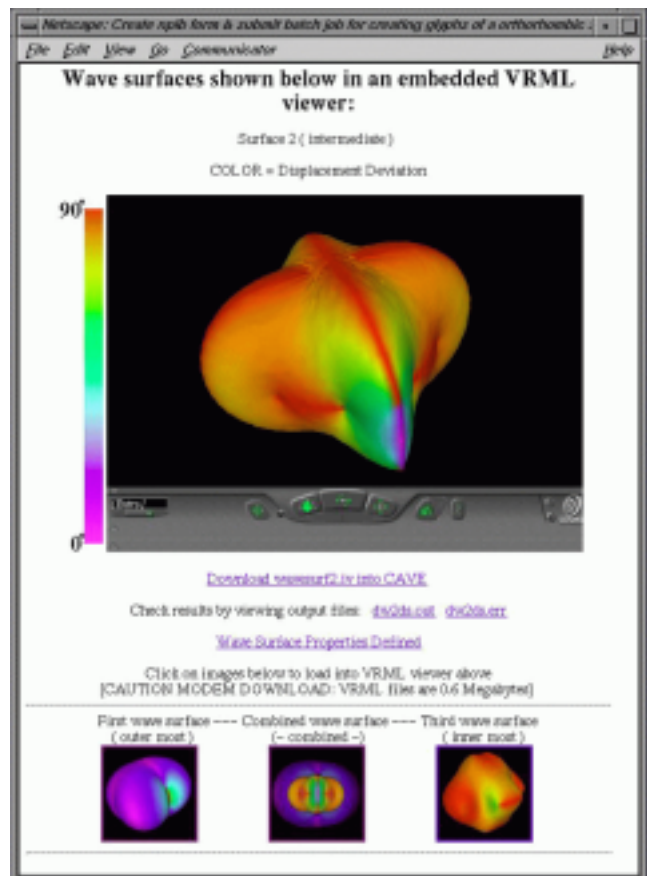 Netscape: Create npib form & submit batch job for creating glyphs of a orthorhombic
File Edit View Go Communicator Help
Wave surfaces shown below in an embedded VRML
viewer:
Surface 2 ( intermediate )
COLOR = Displacement Deviation
90°
0°
Download wavesurf2.iv into CAVE
Check results by viewing output files:
Wave Surface Properties Defined
Click on images below to load into VRML viewer above
[CAUTION MODEM DOWNLOAD: VRML files are 0.6 Megabytes]
First wave surface --- Combined wave surface --- Third wave surface
( outer most ) (- combined -) ( inner most )